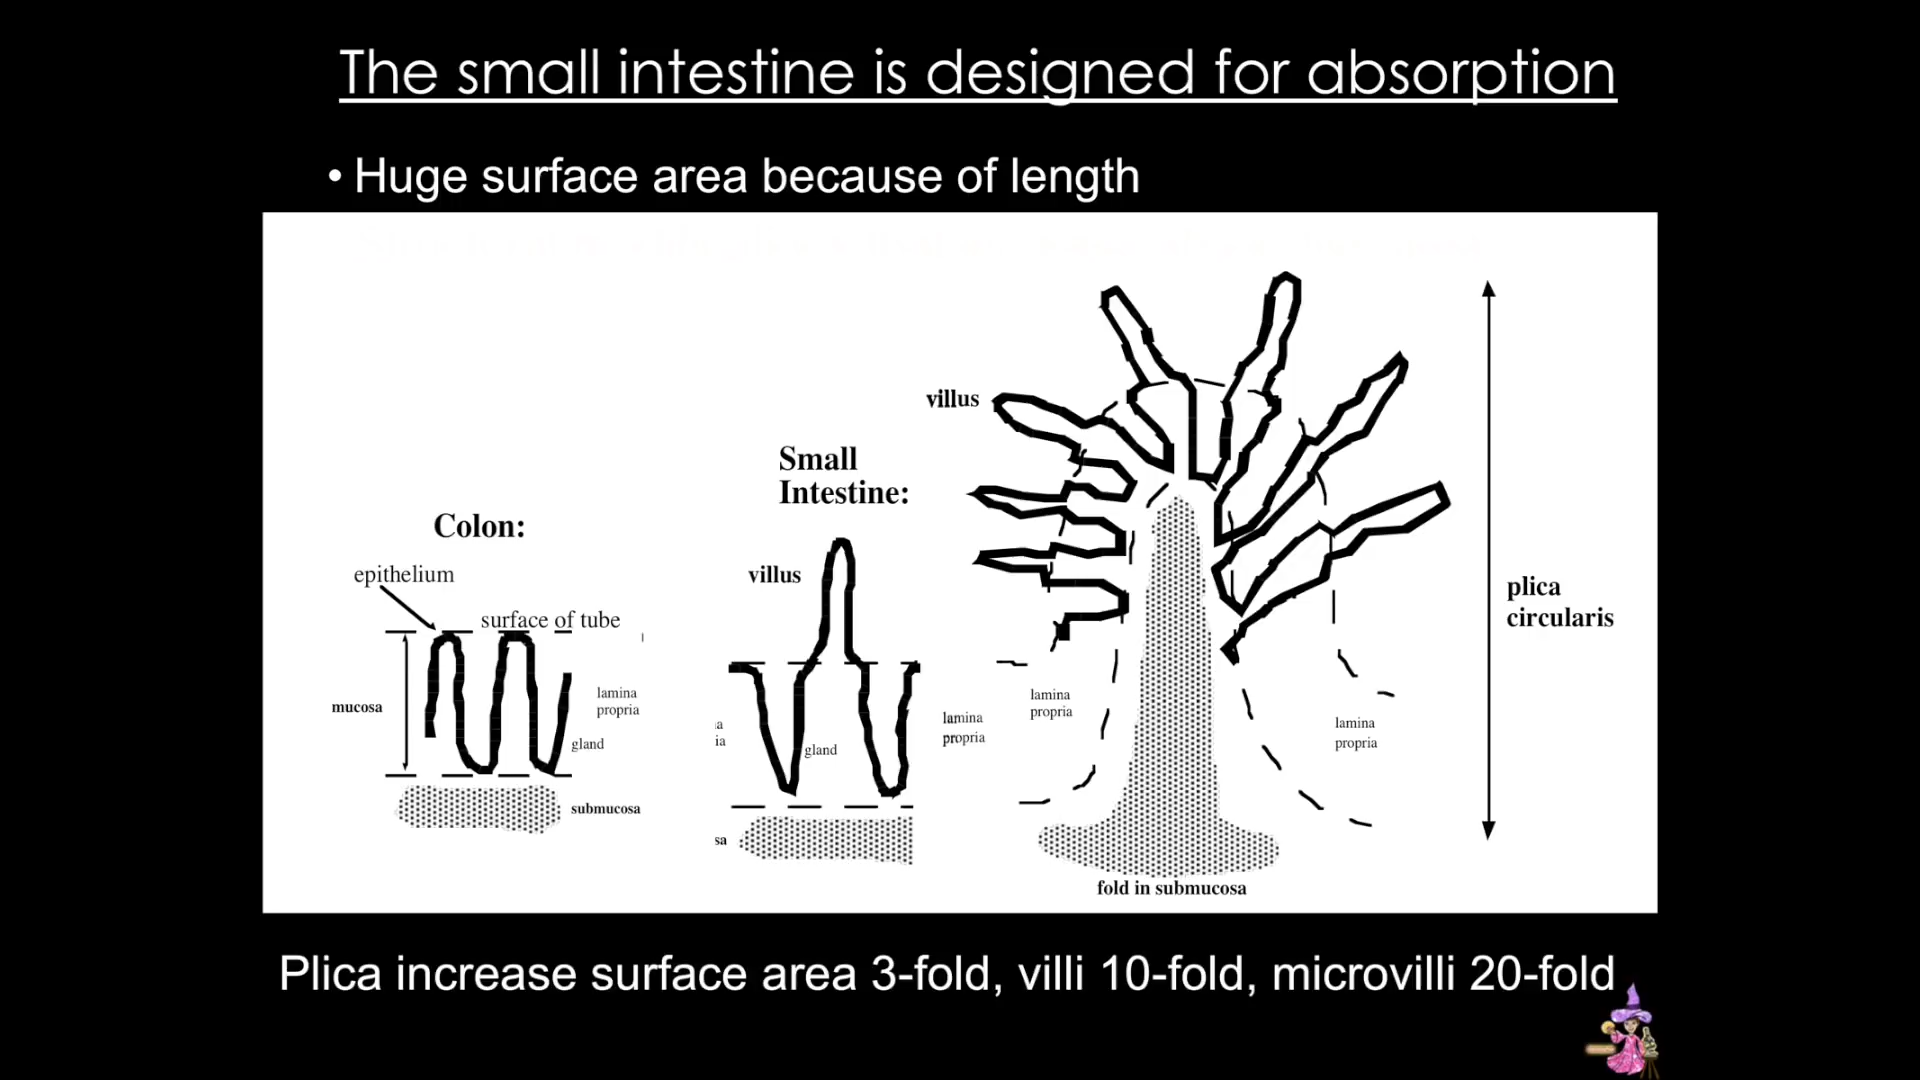 The small intestine is designed for absorption
• Huge surface area because of length
villus
Small
Intestine:
Colon:
epithelium
villus
surface of tube
plica
circularis
mucosa
lamina
propria
gland
a
ia
gland
lamina
propria
lamina
propria
lamina
propria
submucosa
sa
fold in submucosa
Plica increase surface area 3-fold, villi 10-fold, microvilli 20-fold